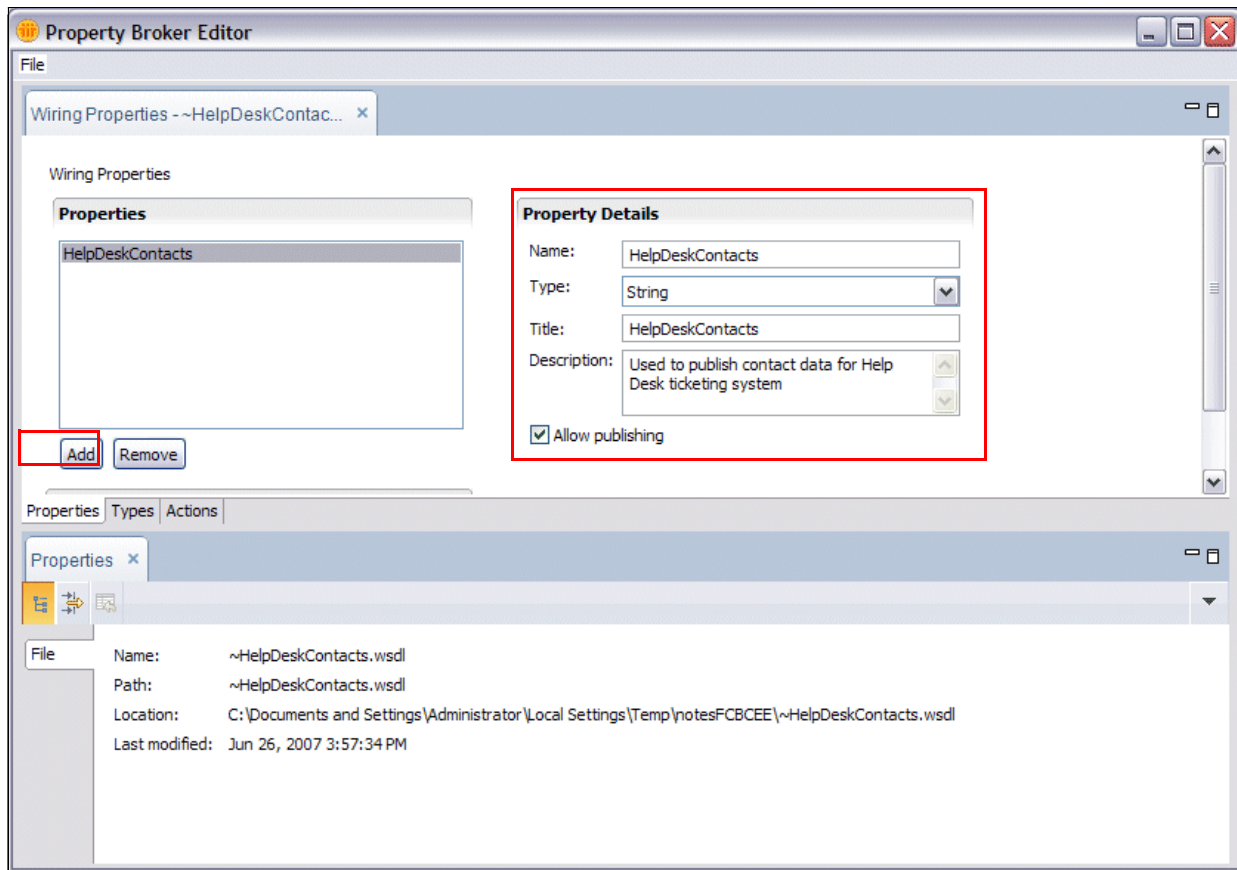 Property Broker Editor
File
Wiring Properties - ~HelpDeskContac...
Wiring Properties
Properties
HelpDeskContacts
Add Remove
Property Details
Name: HelpDeskContacts
Type: String
Title: HelpDeskContacts
Description: Used to publish contact data for Help
Desk ticketing system
Allow publishing
Properties Types Actions
Properties
File
Name: ~HelpDeskContacts.wsdl
Path: ~HelpDeskContacts.wsdl
Location: C:\Documents and Settings\Administrator\Local Settings\Temp\notesFCBCEE\~HelpDeskContacts.wsdl
Last modified: Jun 26, 2007 3:57:34 PM